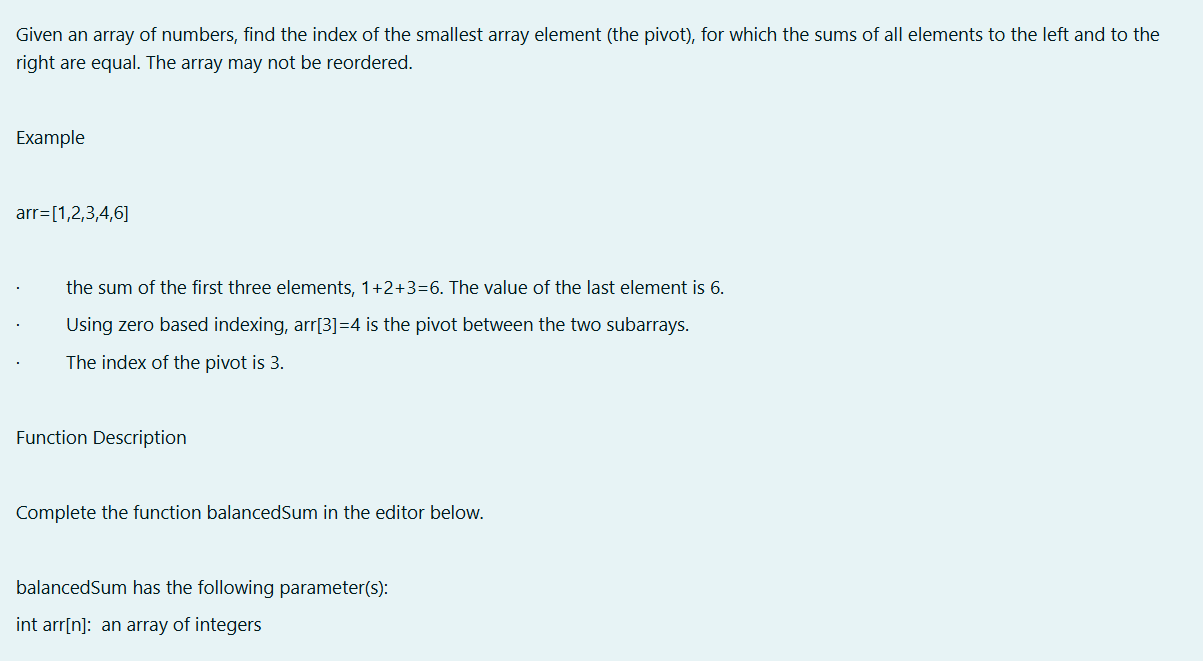 Given an array of numbers, find the index of the smallest array element (the pivot), for which the sums of all elements to the left and to the
right are equal. The array may not be reordered.
Example
arr=[1,2,3,4,6]
· the sum of the first three elements, 1+2+3=6. The value of the last element is 6.
· Using zero based indexing, arr[3]=4 is the pivot between the two subarrays.
· The index of the pivot is 3.
Function Description
Complete the function balancedSum in the editor below.
balancedSum has the following parameter(s):
int arr[n]: an array of integers